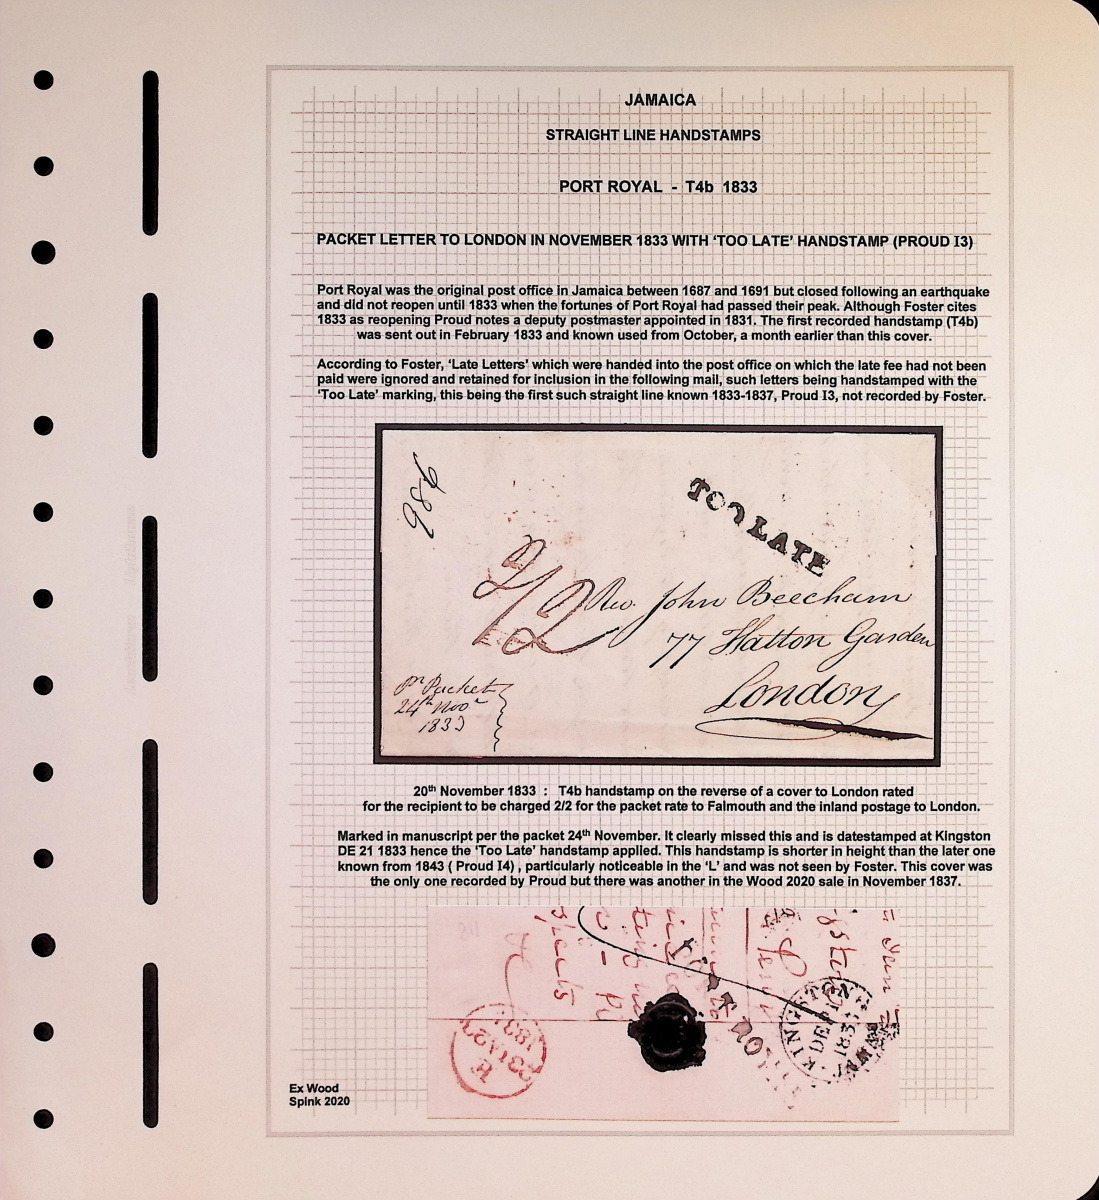 JAMAICA
STRAIGHT LINE HANDSTAMPS
PORT ROYAL - T4b 1833
PACKET LETTER TO LONDON IN NOVEMBER 1833 WITH ‘TOO LATE’ HANDSTAMP (PROUD I3)
Port Royal was the original post office in Jamaica between 1687 and 1691 but closed following an earthquake
and did not reopen until 1833 when the fortunes of Port Royal had passed their peak. Although Foster cites
1833 as reopening Proud notes a deputy postmaster appointed in 1831. The first recorded handstamp (T4b)
was sent out in February 1833 and known used from October, a month earlier than this cover.
According to Foster, ‘Late Letters’ which were handed into the post office on which the late fee had not been
paid were ignored and retained for inclusion in the following mail, such letters being handstamped with the
‘Too Late’ marking, this being the first such straight line known 1833-1837, Proud I3, not recorded by Foster.
TOO LATE
2/2
Rev. John Beecham
77 Hatton Garden
London
Pr Packet
24th Novr
1833
20th November 1833 : T4b handstamp on the reverse of a cover to London rated
for the recipient to be charged 2/2 for the packet rate to Falmouth and the inland postage to London.
Marked in manuscript per the packet 24th November. It clearly missed this and is datestamped at Kingston
DE 21 1833 hence the ‘Too Late’ handstamp applied. This handstamp is shorter in height than the later one
known from 1843 ( Proud I4) , particularly noticeable in the ‘L’ and was not seen by Foster. This cover was
the only one recorded by Proud but there was another in the Wood 2020 sale in November 1837.
KINGSTON
1833
Ex Wood
Spink 2020